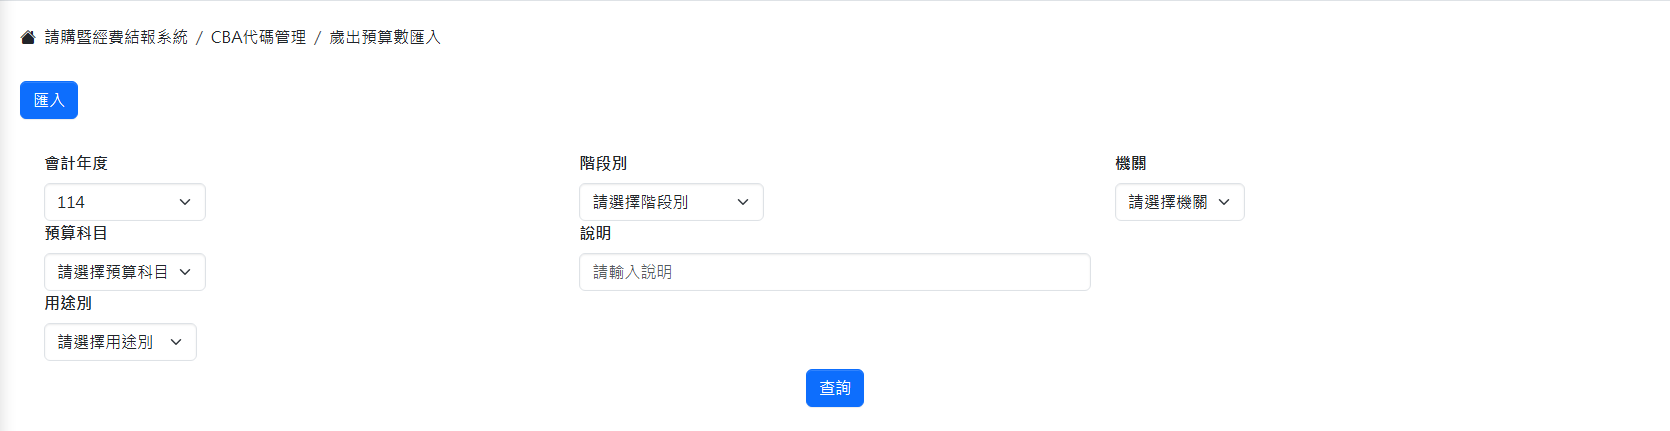 請購暨經費結報系統 / CBA代碼管理 / 歲出預算數匯入
匯入
會計年度
階段別
機關
114
請選擇階段別
請選擇機關
預算科目
說明
請選擇預算科目
請輸入說明
用途別
請選擇用途別
查詢